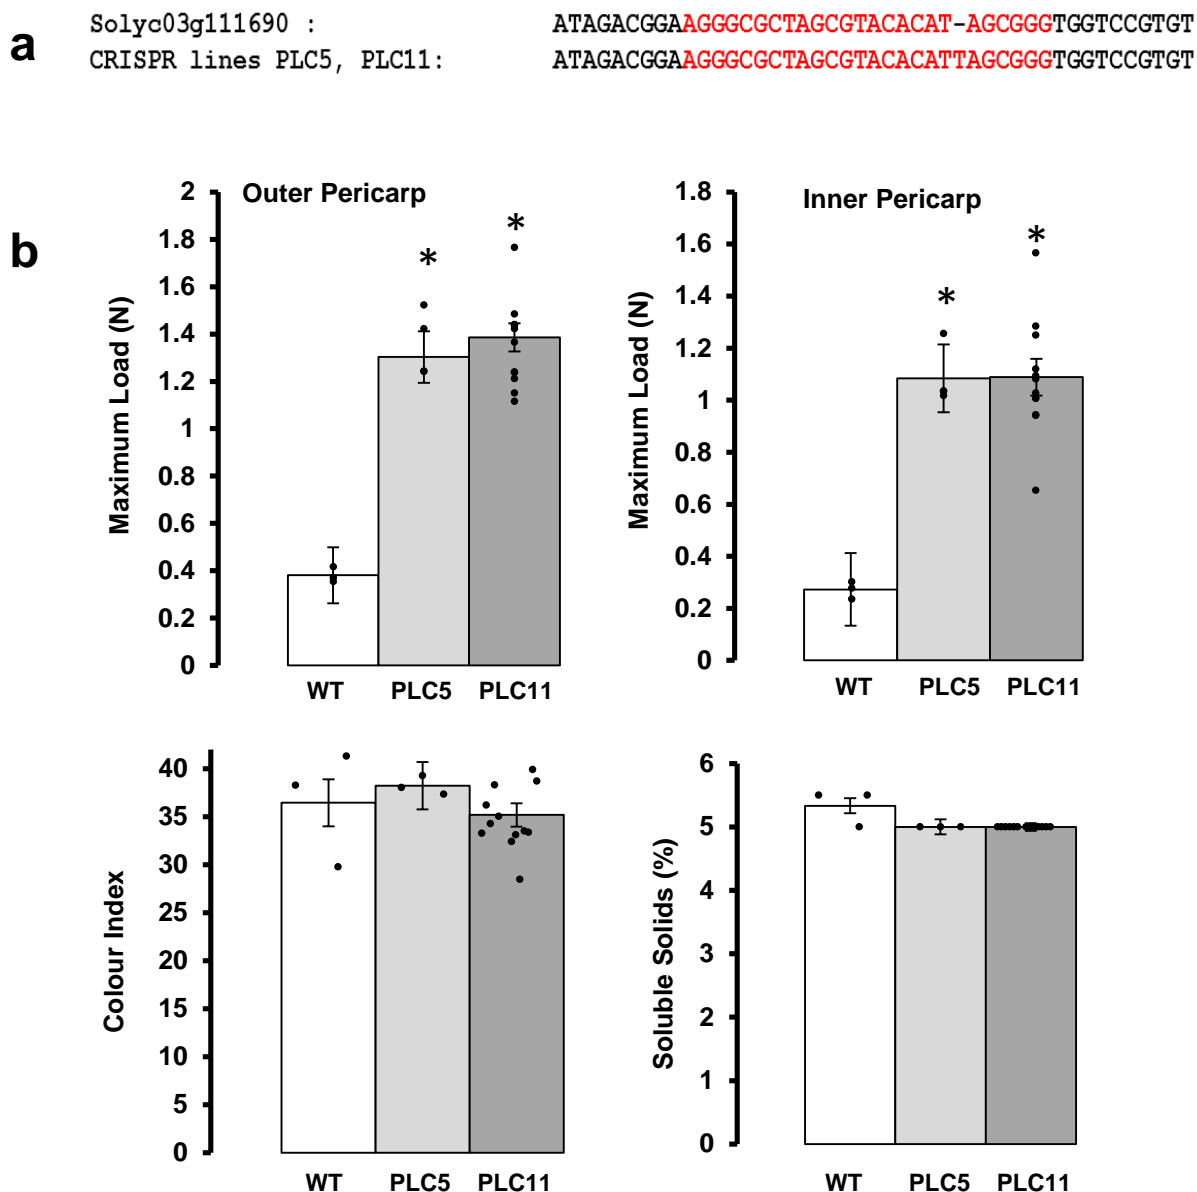 a
Solyc03g111690 : ATAGACGGAAGGGCGCTAGCGTACACAT-AGCGGGTGGTCCGTGT
CRISPR lines PLC5, PLC11: ATAGACGGAAGGGCGCTAGCGTACACATTAGCGGGTGGTCCGTGT
b
Outer Pericarp
Maximum Load (N)
2
1.8
1.6
1.4
1.2
1
0.8
0.6
0.4
0.2
0
*
*
WT PLC5 PLC11
Inner Pericarp
Maximum Load (N)
1.8
1.6
1.4
1.2
1
0.8
0.6
0.4
0.2
0
*
*
WT PLC5 PLC11
Colour Index
40
35
30
25
20
15
10
5
0
WT PLC5 PLC11
Soluble Solids (%)
6
5
4
3
2
1
0
WT PLC5 PLC11